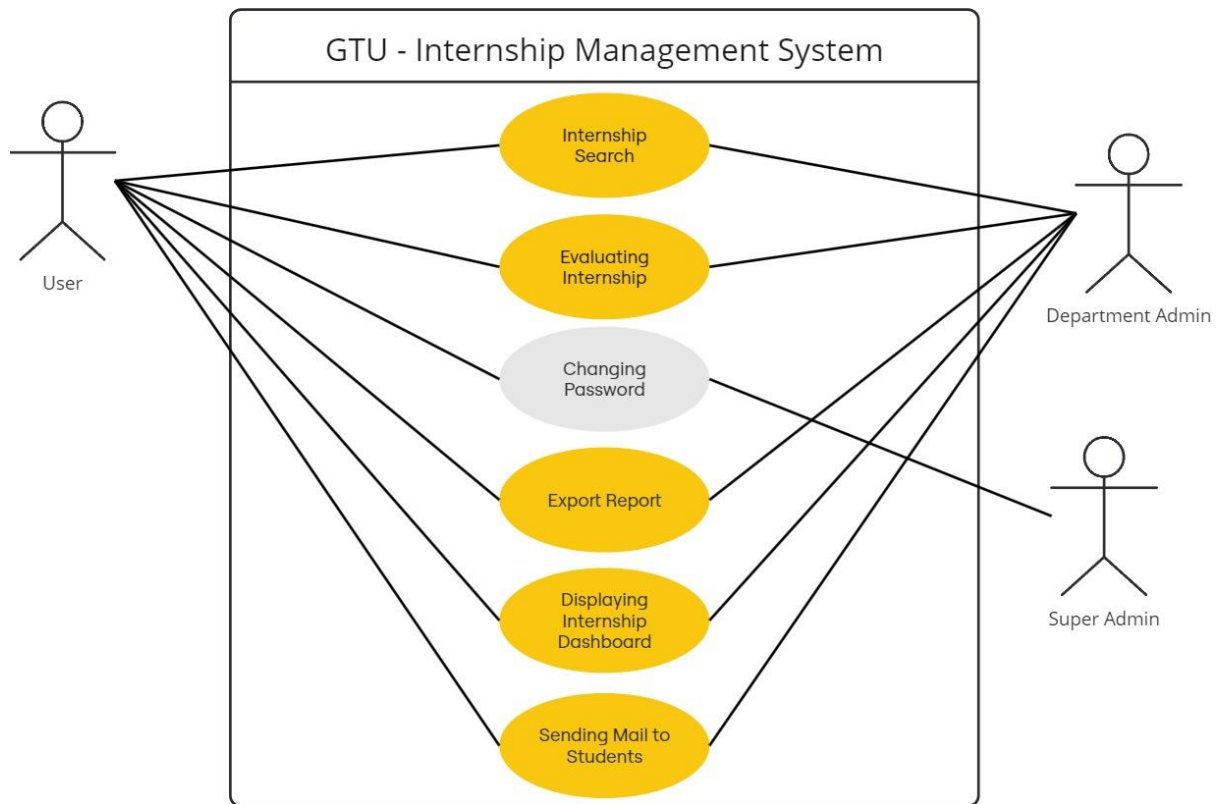 GTU - Internship Management System
Internship
Search
Evaluating
Internship
User
Department Admin
Changing
Password
Export Report
Displaying
Internship
Dashboard
Super Admin
Sending Mail to
Students